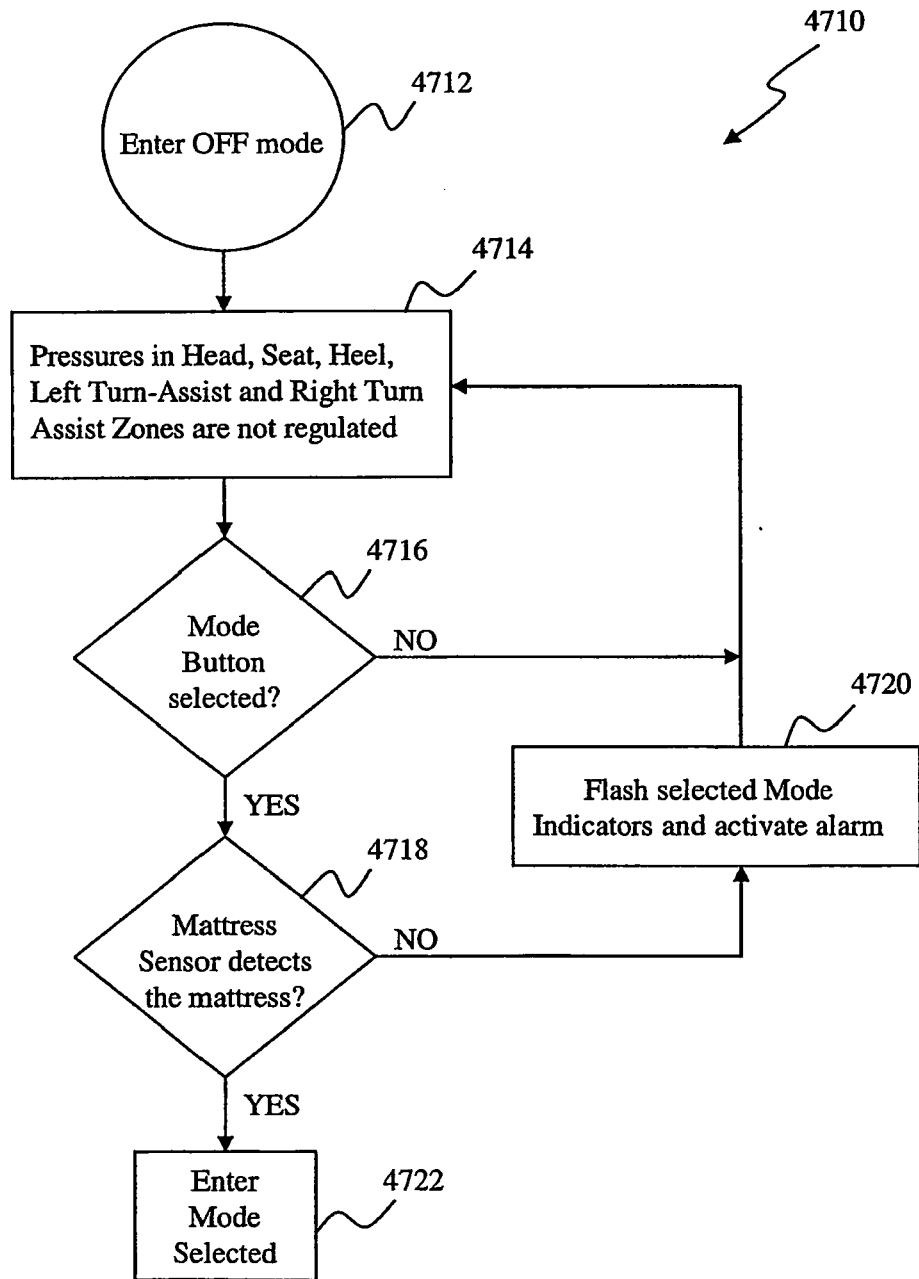 4710
4712
Enter OFF mode
4714
Pressures in Head, Seat, Heel,
Left Turn-Assist and Right Turn
Assist Zones are not regulated
4716
Mode
Button
selected?
NO
4720
Flash selected Mode
Indicators and activate alarm
YES
4718
Mattress
Sensor detects
the mattress?
NO
YES
4722
Enter
Mode
Selected